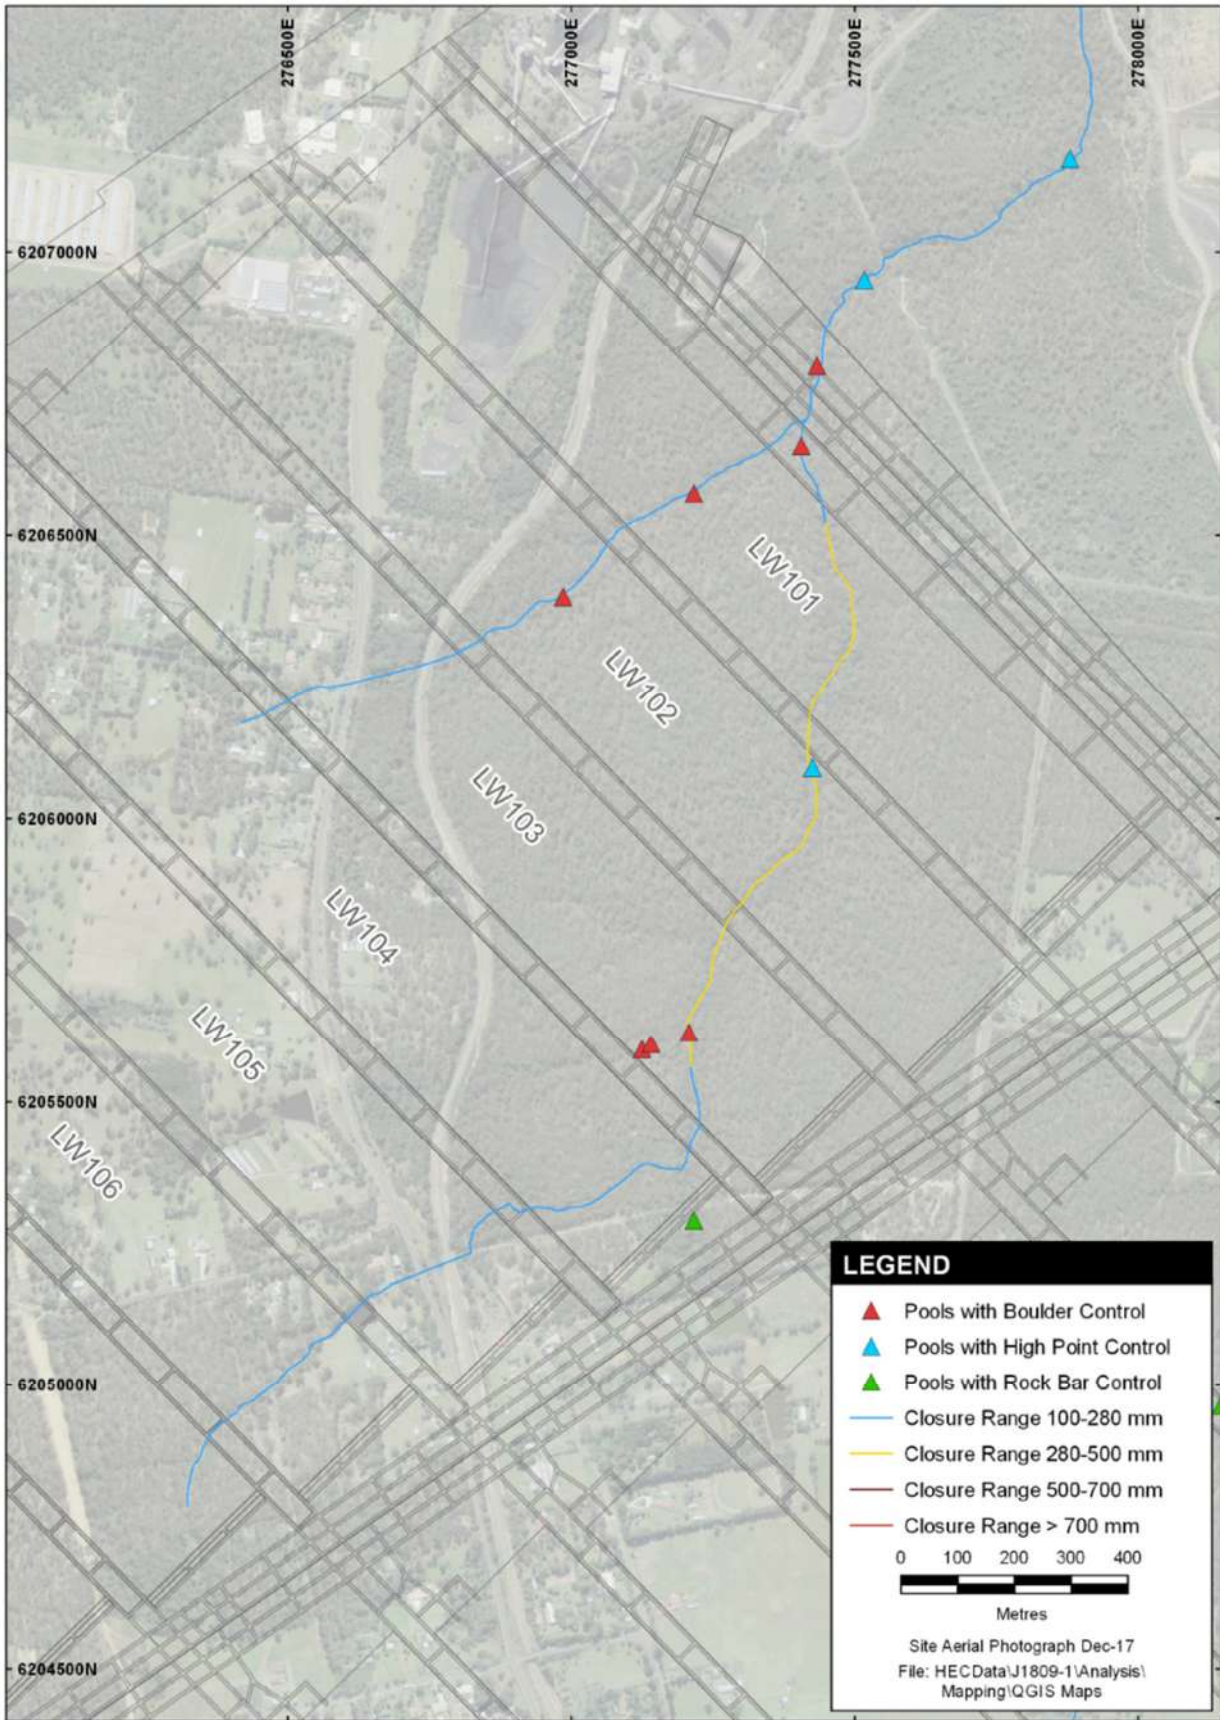 276500E
277000E
277500E
278000E
6207000N
6206500N
LW101
LW102
6206000N
LW103
LW104
LW105
6205500N
LW106
6205000N
6204500N
LEGEND
Pools with Boulder Control
Pools with High Point Control
Pools with Rock Bar Control
Closure Range 100-280 mm
Closure Range 280-500 mm
Closure Range 500-700 mm
Closure Range > 700 mm
0 100 200 300 400
Metres
Site Aerial Photograph Dec-17
File: HECData\J1809-1\Analysis\
Mapping\QGIS Maps